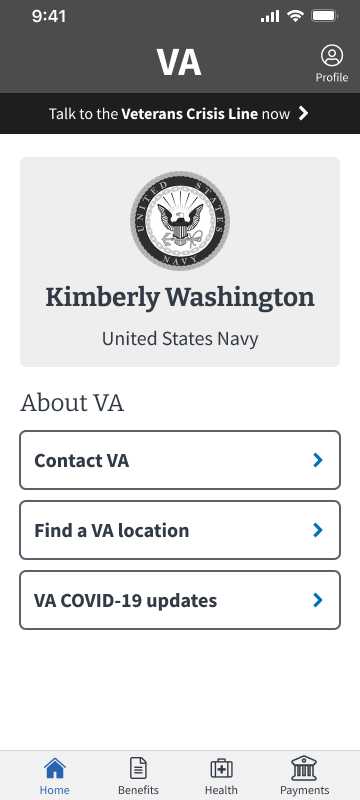 9:41
VA
Profile
Talk to the Veterans Crisis Line now
UNITED STATES
NAVY
Kimberly Washington
United States Navy
About VA
Contact VA
Find a VA location
VA COVID-19 updates
Home
Benefits
Health
Payments